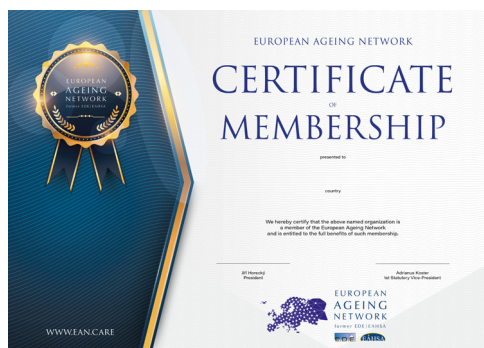 EUROPEAN AGEING NETWORK
CERTIFICATE
OF
MEMBERSHIP
presented to
country
We hereby certify that the above named organization is
a member of the European Ageing Network
and is entitled to the full benefits of such membership.
Jiří Horecký
President
Adrianus Koster
1st Statutory Vice-President
EUROPEAN
AGEING
NETWORK
former EDE|EAHSA
EUROPEAN
AGEING
NETWORK
former EDE|EAHSA
EDE
EAHSA
WWW.EAN.CARE